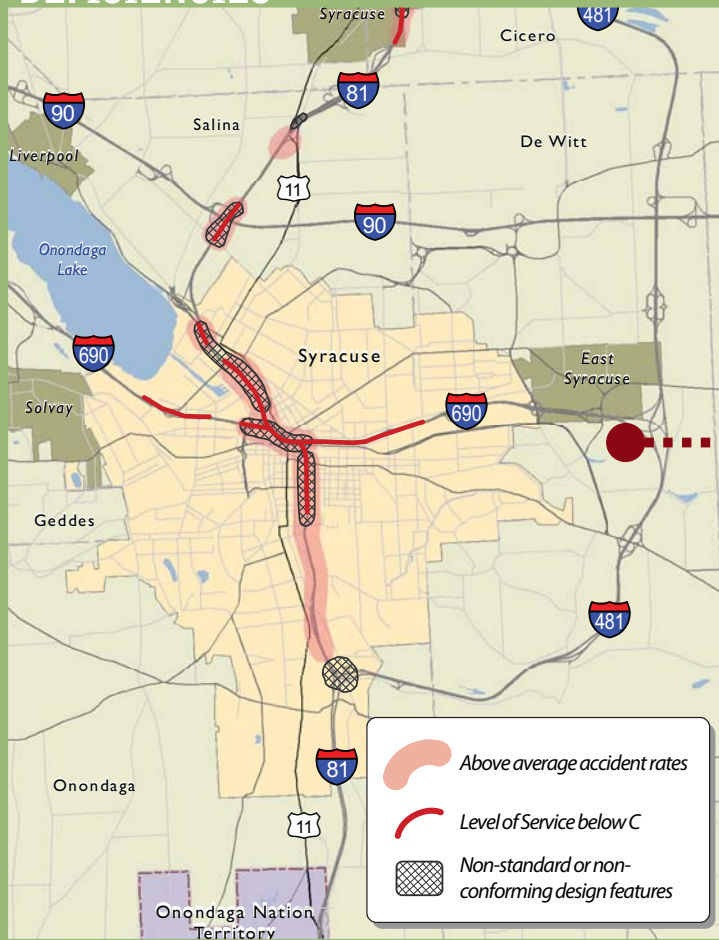 DEFICIENCIES
Syracuse
481
Cicero
81
90
Salina
Liverpool
De Witt
11
90
Onondaga
Lake
690
Syracuse
East
Syracuse
690
Solvay
Geddes
481
81
Onondaga
11
Onondaga Nation
Territory
Above average accident rates
Level of Service below C
Non-standard or non-
conforming design features